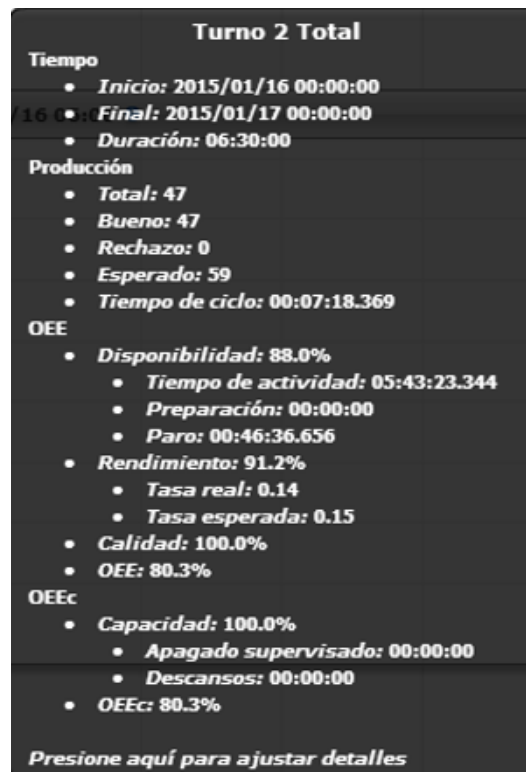 Turno 2 Total
Tiempo
• Inicio: 2015/01/16 00:00:00
• Final: 2015/01/17 00:00:00
• Duración: 06:30:00
Producción
• Total: 47
• Bueno: 47
• Rechazo: 0
• Esperado: 59
• Tiempo de ciclo: 00:07:18.369
OEE
• Disponibilidad: 88.0%
• Tiempo de actividad: 05:43:23.344
• Preparación: 00:00:00
• Paro: 00:46:36.656
• Rendimiento: 91.2%
• Tasa real: 0.14
• Tasa esperada: 0.15
• Calidad: 100.0%
• OEE: 80.3%
OEEc
• Capacidad: 100.0%
• Apagado supervisado: 00:00:00
• Descansos: 00:00:00
• OEEc: 80.3%
Presione aquí para ajustar detalles